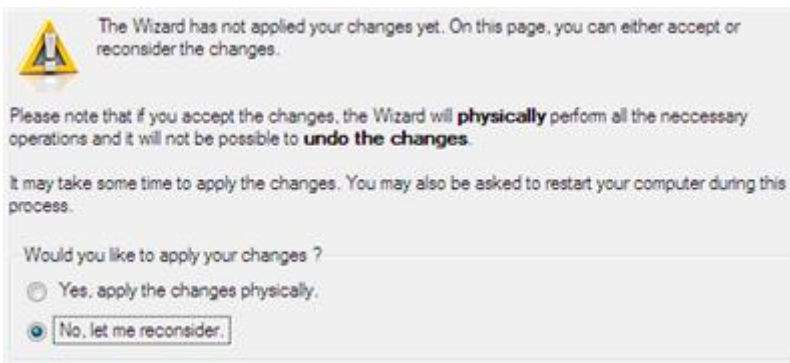 The Wizard has not applied your changes yet. On this page, you can either accept or
reconsider the changes.
Please note that if you accept the changes, the Wizard will physically perform all the neccessary
operations and it will not be possible to undo the changes.
It may take some time to apply the changes. You may also be asked to restart your computer during this
process.
Would you like to apply your changes ?
Yes, apply the changes physically.
No, let me reconsider.